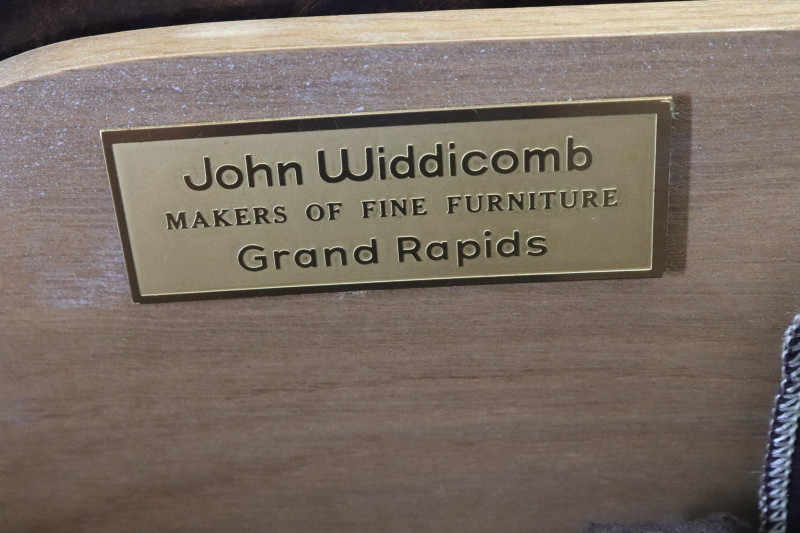 John Widdicomb
MAKERS OF FINE FURNITURE
Grand Rapids